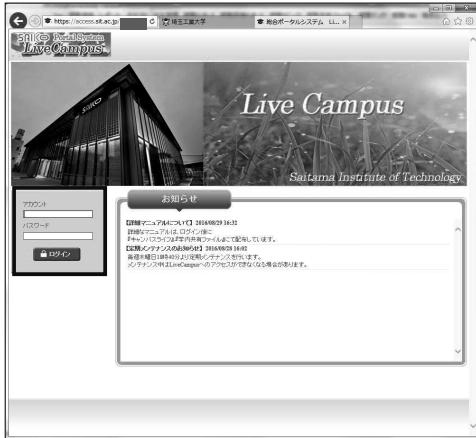 https://access.sit.ac.jp
埼玉工業大学
総合ポータルシステム Li...
SAIKO Portal System
LiveCampus
SAIKO
Live Campus
Saitama Institute of Technology
アカウント
パスワード
ログイン
お知らせ
【詳細マニュアルについて】 2016/08/29 16:32
詳細なマニュアルは、ログイン後に
『キャンパスライフ』『学内共有ファイル』にて配布しています。
【定期メンテナンスのお知らせ】 2016/08/28 16:02
毎週木曜日18時40分より定期メンテナンスを行います。
メンテナンス中はLiveCampusへのアクセスができなくなる場合があります。